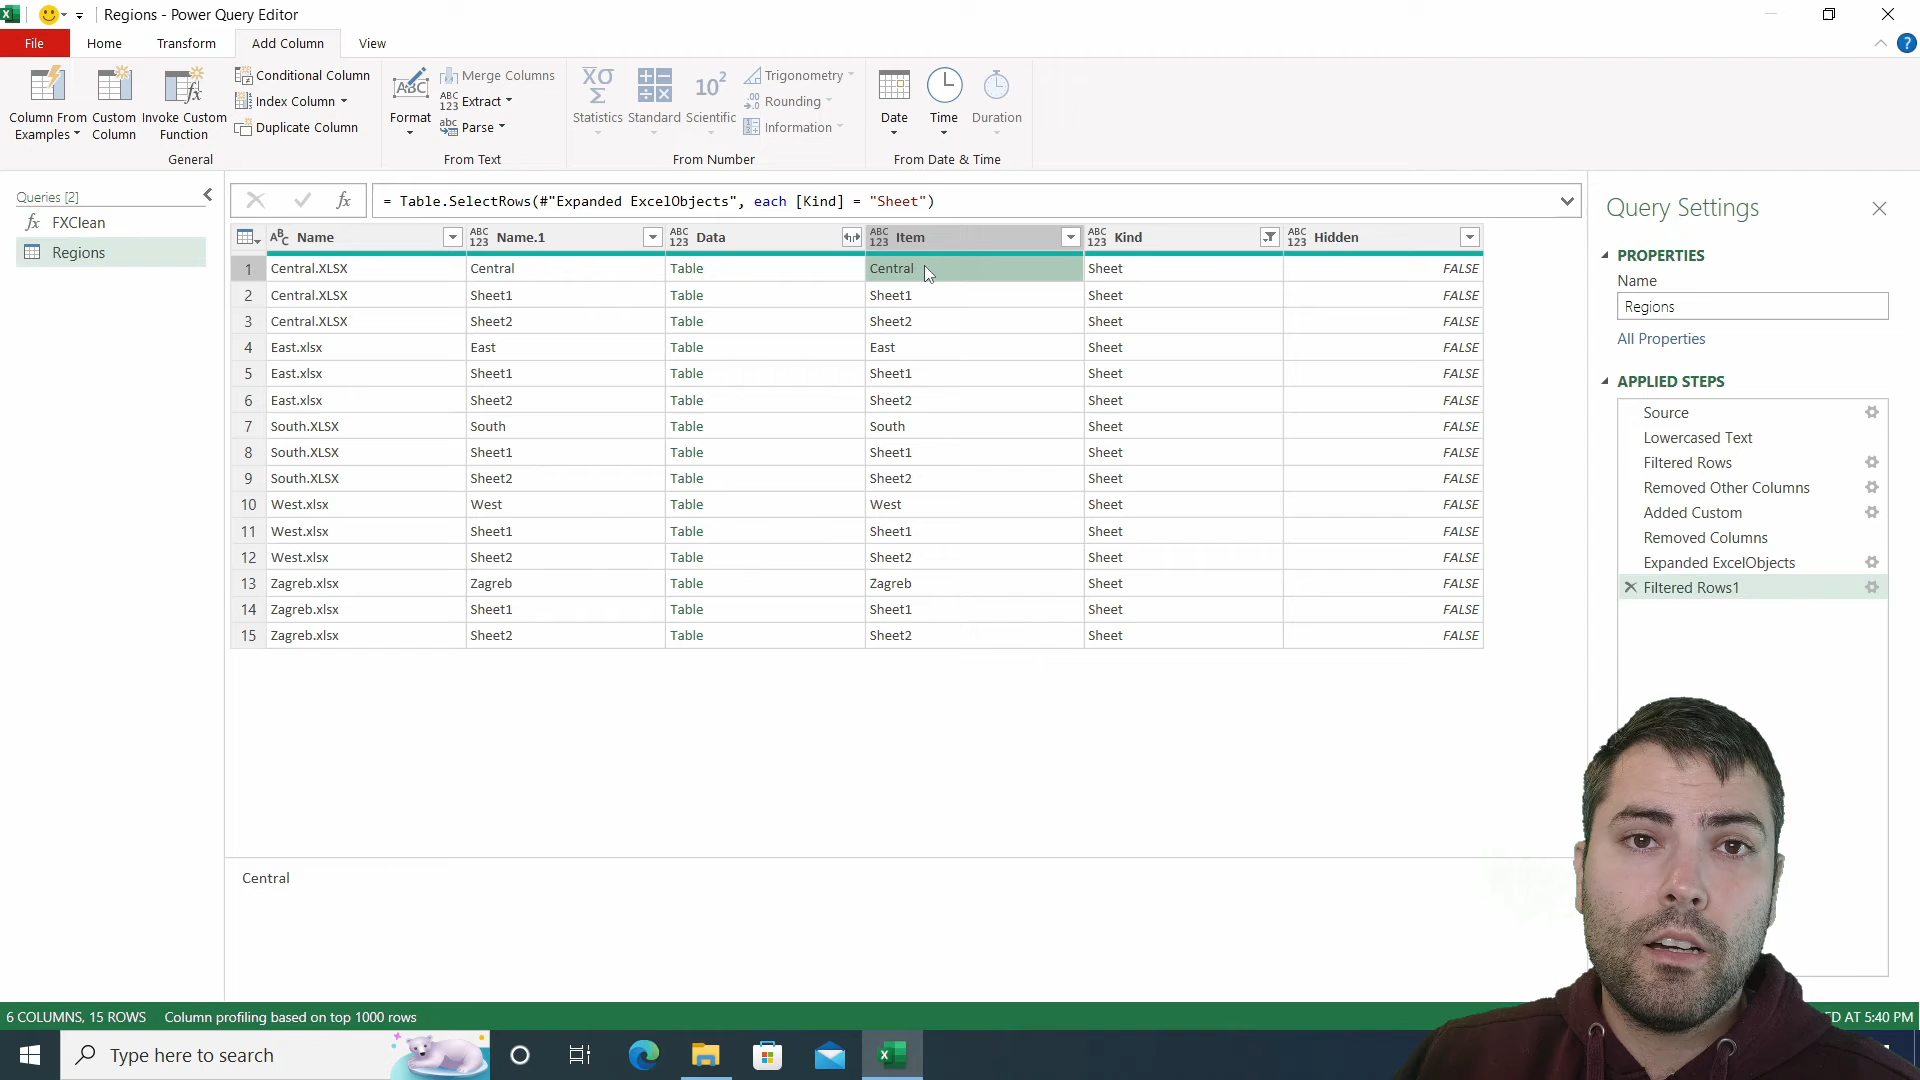 Regions - Power Query Editor
File Home Transform Add Column View
Column From Examples
Custom Column
Invoke Custom Function
Conditional Column
Index Column
Duplicate Column
General
Format
Merge Columns
Extract
Parse
From Text
Statistics
Standard
Scientific
Trigonometry
Rounding
Information
From Number
Date
Time
Duration
From Date & Time
Queries [2]
FXClean
Regions
= Table.SelectRows(#"Expanded ExcelObjects", each [Kind] = "Sheet")
Name Name.1 Data Item Kind Hidden
1 Central.XLSX Central Table Central Sheet FALSE
2 Central.XLSX Sheet1 Table Sheet1 Sheet FALSE
3 Central.XLSX Sheet2 Table Sheet2 Sheet FALSE
4 East.xlsx East Table East Sheet FALSE
5 East.xlsx Sheet1 Table Sheet1 Sheet FALSE
6 East.xlsx Sheet2 Table Sheet2 Sheet FALSE
7 South.XLSX South Table South Sheet FALSE
8 South.XLSX Sheet1 Table Sheet1 Sheet FALSE
9 South.XLSX Sheet2 Table Sheet2 Sheet FALSE
10 West.xlsx West Table West Sheet FALSE
11 West.xlsx Sheet1 Table Sheet1 Sheet FALSE
12 West.xlsx Sheet2 Table Sheet2 Sheet FALSE
13 Zagreb.xlsx Zagreb Table Zagreb Sheet FALSE
14 Zagreb.xlsx Sheet1 Table Sheet1 Sheet FALSE
15 Zagreb.xlsx Sheet2 Table Sheet2 Sheet FALSE
Central
Query Settings
PROPERTIES
Name
Regions
All Properties
APPLIED STEPS
Source
Lowercased Text
Filtered Rows
Removed Other Columns
Added Custom
Removed Columns
Expanded ExcelObjects
Filtered Rows1
6 COLUMNS, 15 ROWS Column profiling based on top 1000 rows
ED AT 5:40 PM
Type here to search